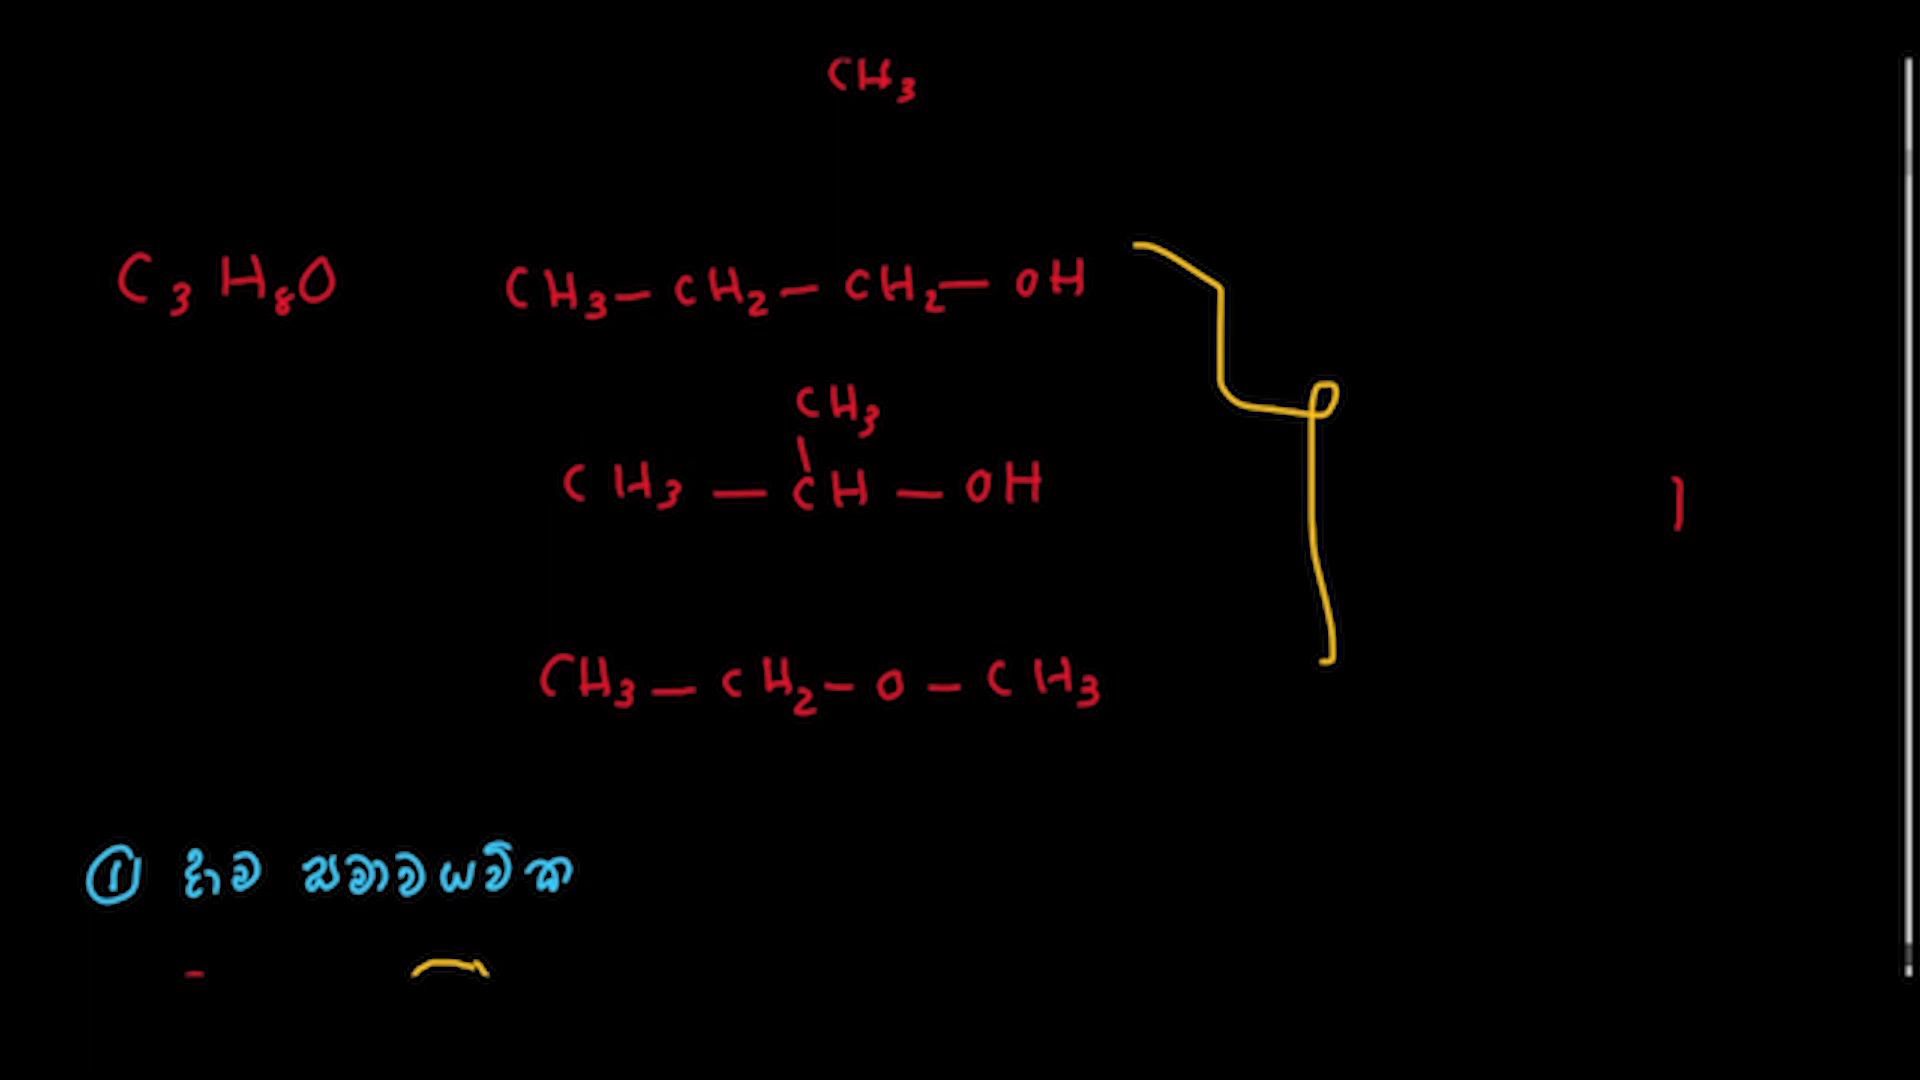 CH₃
C₃H₈O CH₃ — CH₂ — CH₂ — OH
CH₃
CH₃ — CH — OH
CH₃ — CH₂ — O — CH₃
① දාම සමාවයවික